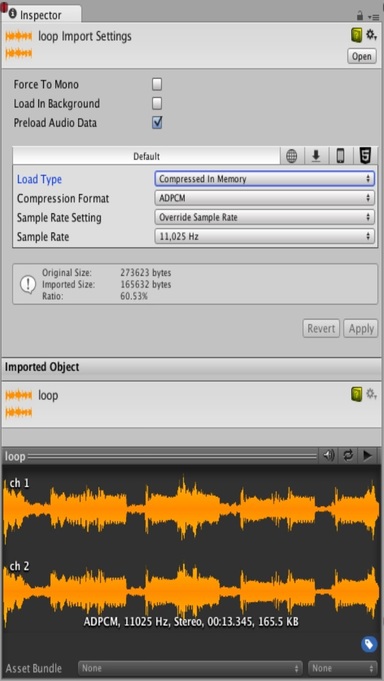 Inspector
loop Import Settings
Open
Force To Mono
Load In Background
Preload Audio Data
Default
Load Type Compressed In Memory
Compression Format ADPCM
Sample Rate Setting Override Sample Rate
Sample Rate 11,025 Hz
Original Size: 273623 bytes
Imported Size: 165632 bytes
Ratio: 60.53%
Revert Apply
Imported Object
loop
loop
ch 1
ch 2
ADPCM, 11025 Hz, Stereo, 00:13.345, 165.5 KB
Asset Bundle None None